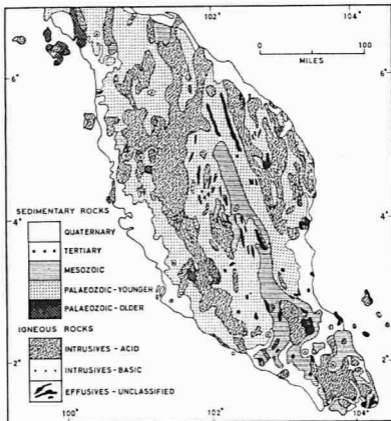 102°
104°
6°
6°
0
100
MILES
SEDIMENTARY ROCKS
QUATERNARY
TERTIARY
MESOZOIC
PALAEOZOIC-YOUNGER
PALAEOZOIC-OLDER
IGNEOUS ROCKS
INTRUSIVES-ACID
INTRUSIVES-BASIC
EFFUSIVES-UNCLASSIFIED
4°
4°
2°
2°
100°
102°
104°